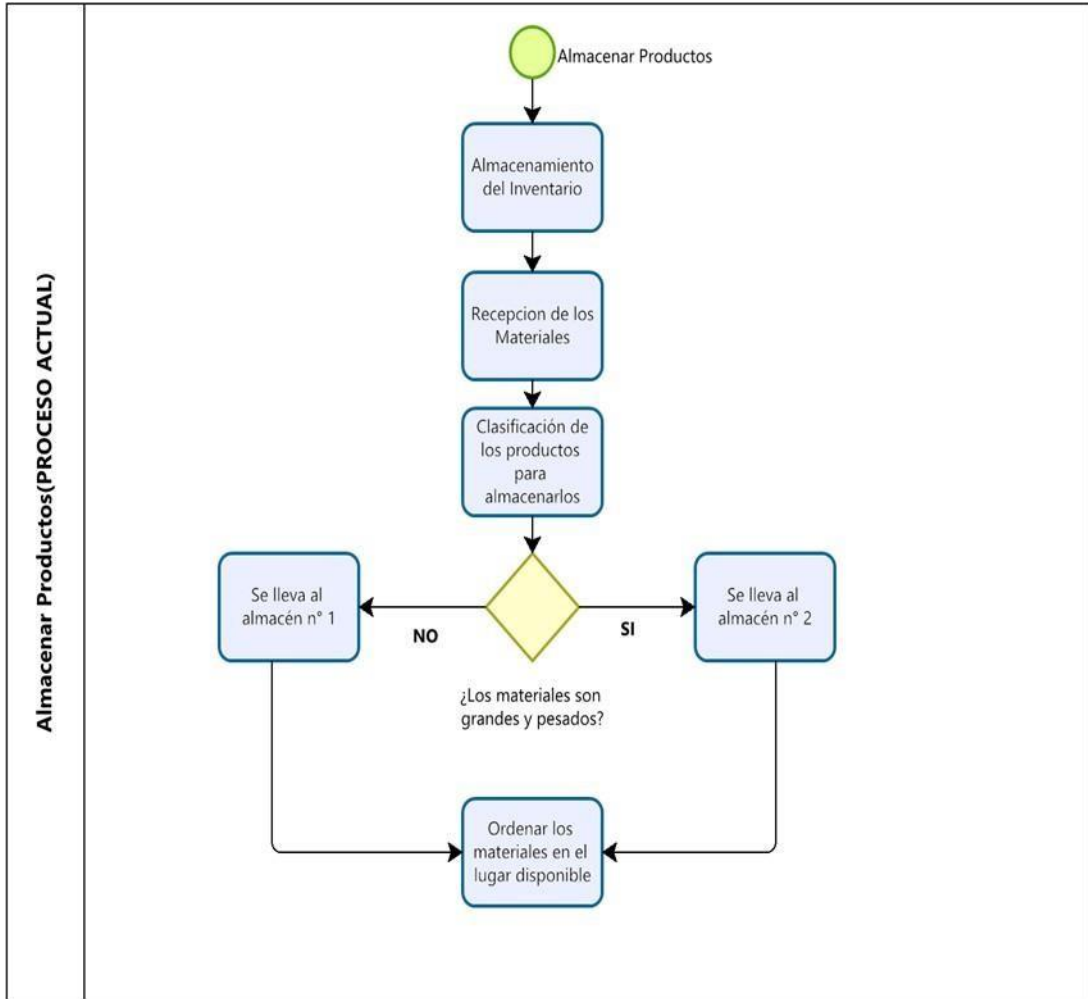 Almacenar Productos(PROCESO ACTUAL)
Almacenar Productos
Almacenamiento
del Inventario
Recepcion de los
Materiales
Clasificación de
los productos
para
almacenarlos
Se lleva al
almacén n° 1
NO
SI
Se lleva al
almacén n° 2
¿Los materiales son
grandes y pesados?
Ordenar los
materiales en el
lugar disponible